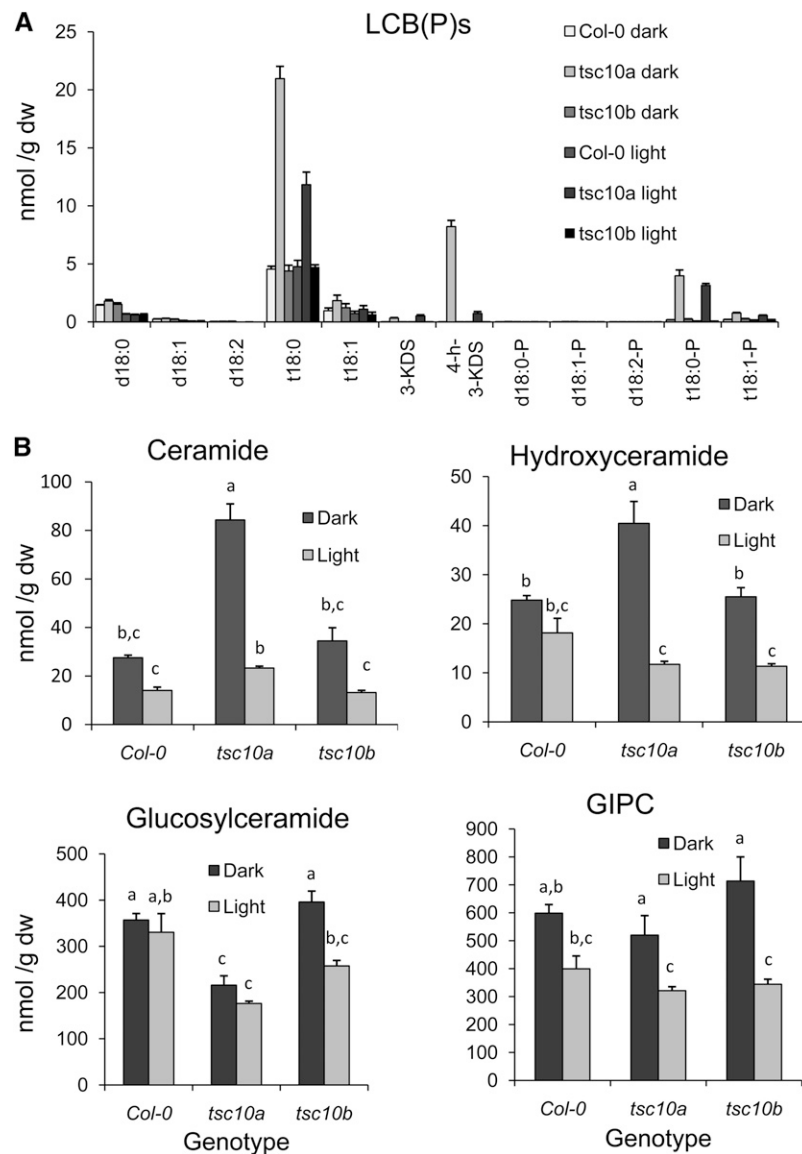 A
LCB(P)s
nmol /g dw
25
20
15
10
5
0
Col-0 dark
tsc10a dark
tsc10b dark
Col-0 light
tsc10a light
tsc10b light
d18:0
d18:1
d18:2
t18:0
t18:1
3-KDS
4-h-
3-KDS
d18:0-P
d18:1-P
d18:2-P
t18:0-P
t18:1-P
B
Ceramide
nmol /g dw
100
80
60
40
20
0
Dark
Light
b,c
c
a
b
b,c
c
Col-0
tsc10a
tsc10b
Hydroxyceramide
50
40
30
20
10
0
Dark
Light
b
b,c
a
c
b
c
Col-0
tsc10a
tsc10b
Glucosylceramide
nmol /g dw
500
400
300
200
100
0
Dark
Light
a
a,b
c
c
a
b,c
Col-0
tsc10a
tsc10b
Genotype
GIPC
900
800
700
600
500
400
300
200
100
0
Dark
Light
a,b
b,c
a
c
a
c
Col-0
tsc10a
tsc10b
Genotype